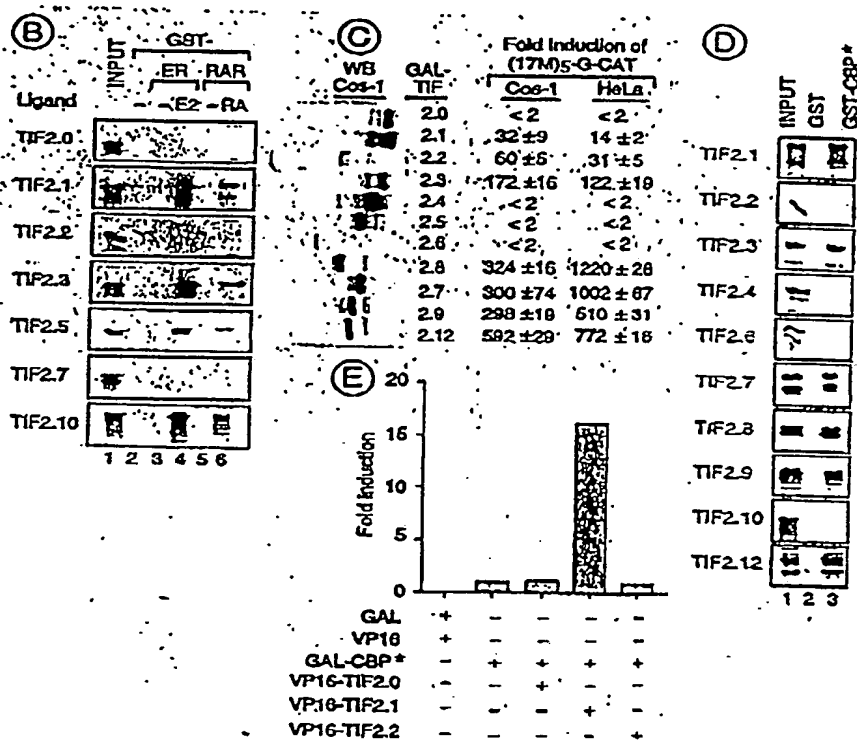 B
GST-
INPUT
ER RAR
Ligand - E2 - RA
TIF2.0
TIF2.1
TIF2.2
TIF2.3
TIF2.5
TIF2.7
TIF2.10
1 2 3 4 5 6
C
Fold Induction of
(17M)5-G-CAT
WB
Cos-1
GAL-
TIF
Cos-1 HeLa
2.0 <2 <2
2.1 32 ±9 14 ±2
2.2 60 ±5 31 ±5
2.3 172 ±16 122 ±19
2.4 <2 <2
2.5 <2 <2
2.6 <2 <2
2.8 324 ±16 1220 ±28
2.7 300 ±74 1002 ±67
2.9 298 ±19 510 ±31
2.12 592 ±29 772 ±16
D
INPUT
GST
GST-CBP*
TIF2.1
TIF2.2
TIF2.3
TIF2.4
TIF2.6
TIF2.7
TIF2.8
TIF2.9
TIF2.10
TIF2.12
1 2 3
E
Fold Induction
20
15
10
5
0
GAL + - - - -
VP16 + - - - -
GAL-CBP* - + + + +
VP16-TIF2.0 - - + - -
VP16-TIF2.1 - - - + -
VP16-TIF2.2 - - - - +